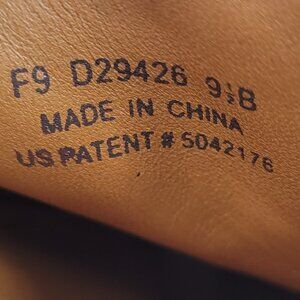 F9 D29426 9½B
MADE IN CHINA
US PATENT # 5042176